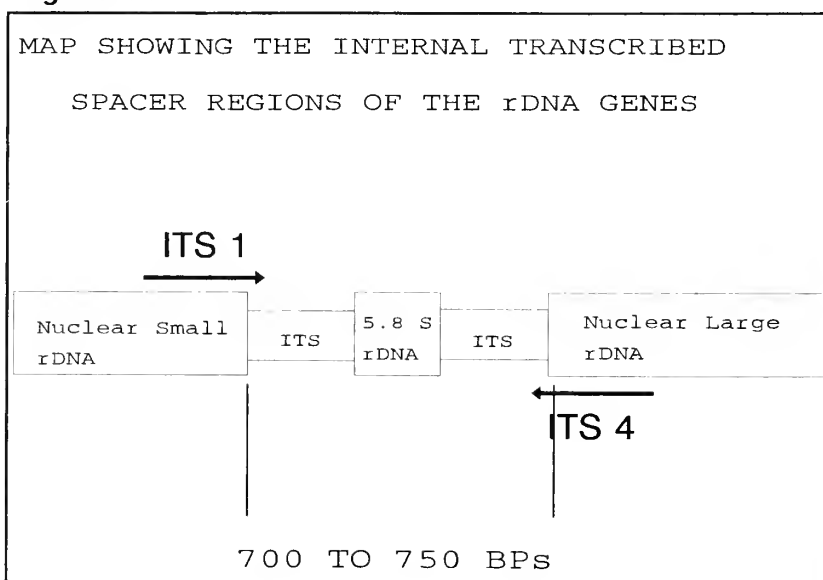 MAP SHOWING THE INTERNAL TRANSCRIBED
SPACER REGIONS OF THE rDNA GENES
ITS 1
Nuclear Small
rDNA
ITS
5.8 S
rDNA
ITS
Nuclear Large
rDNA
ITS 4
700 TO 750 BPs